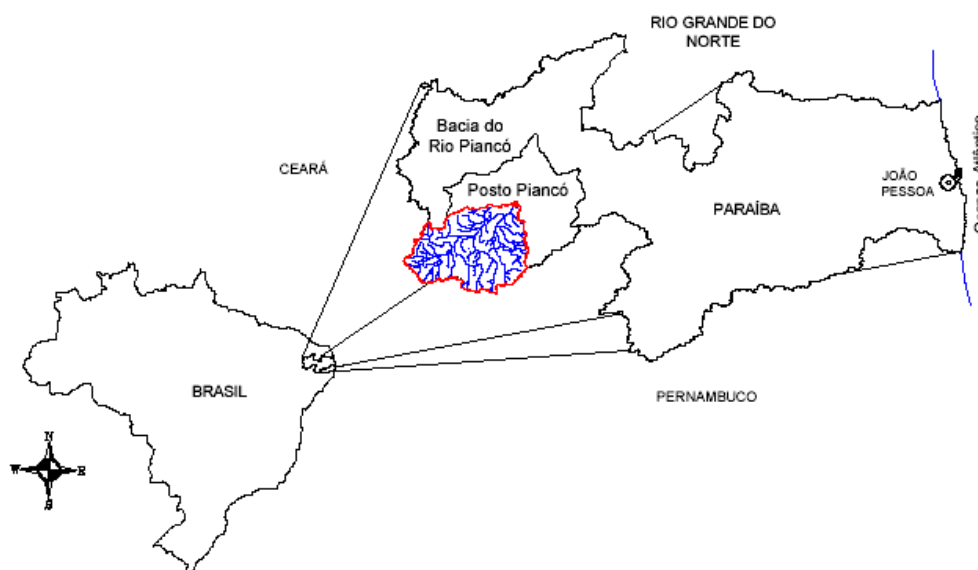 RIO GRANDE DO
NORTE
Bacia do
Rio Piancó
CEARÁ
Posto Piancó
JOÃO
PESSOA
PARAÍBA
BRASIL
PERNAMBUCO
N
W
E
S